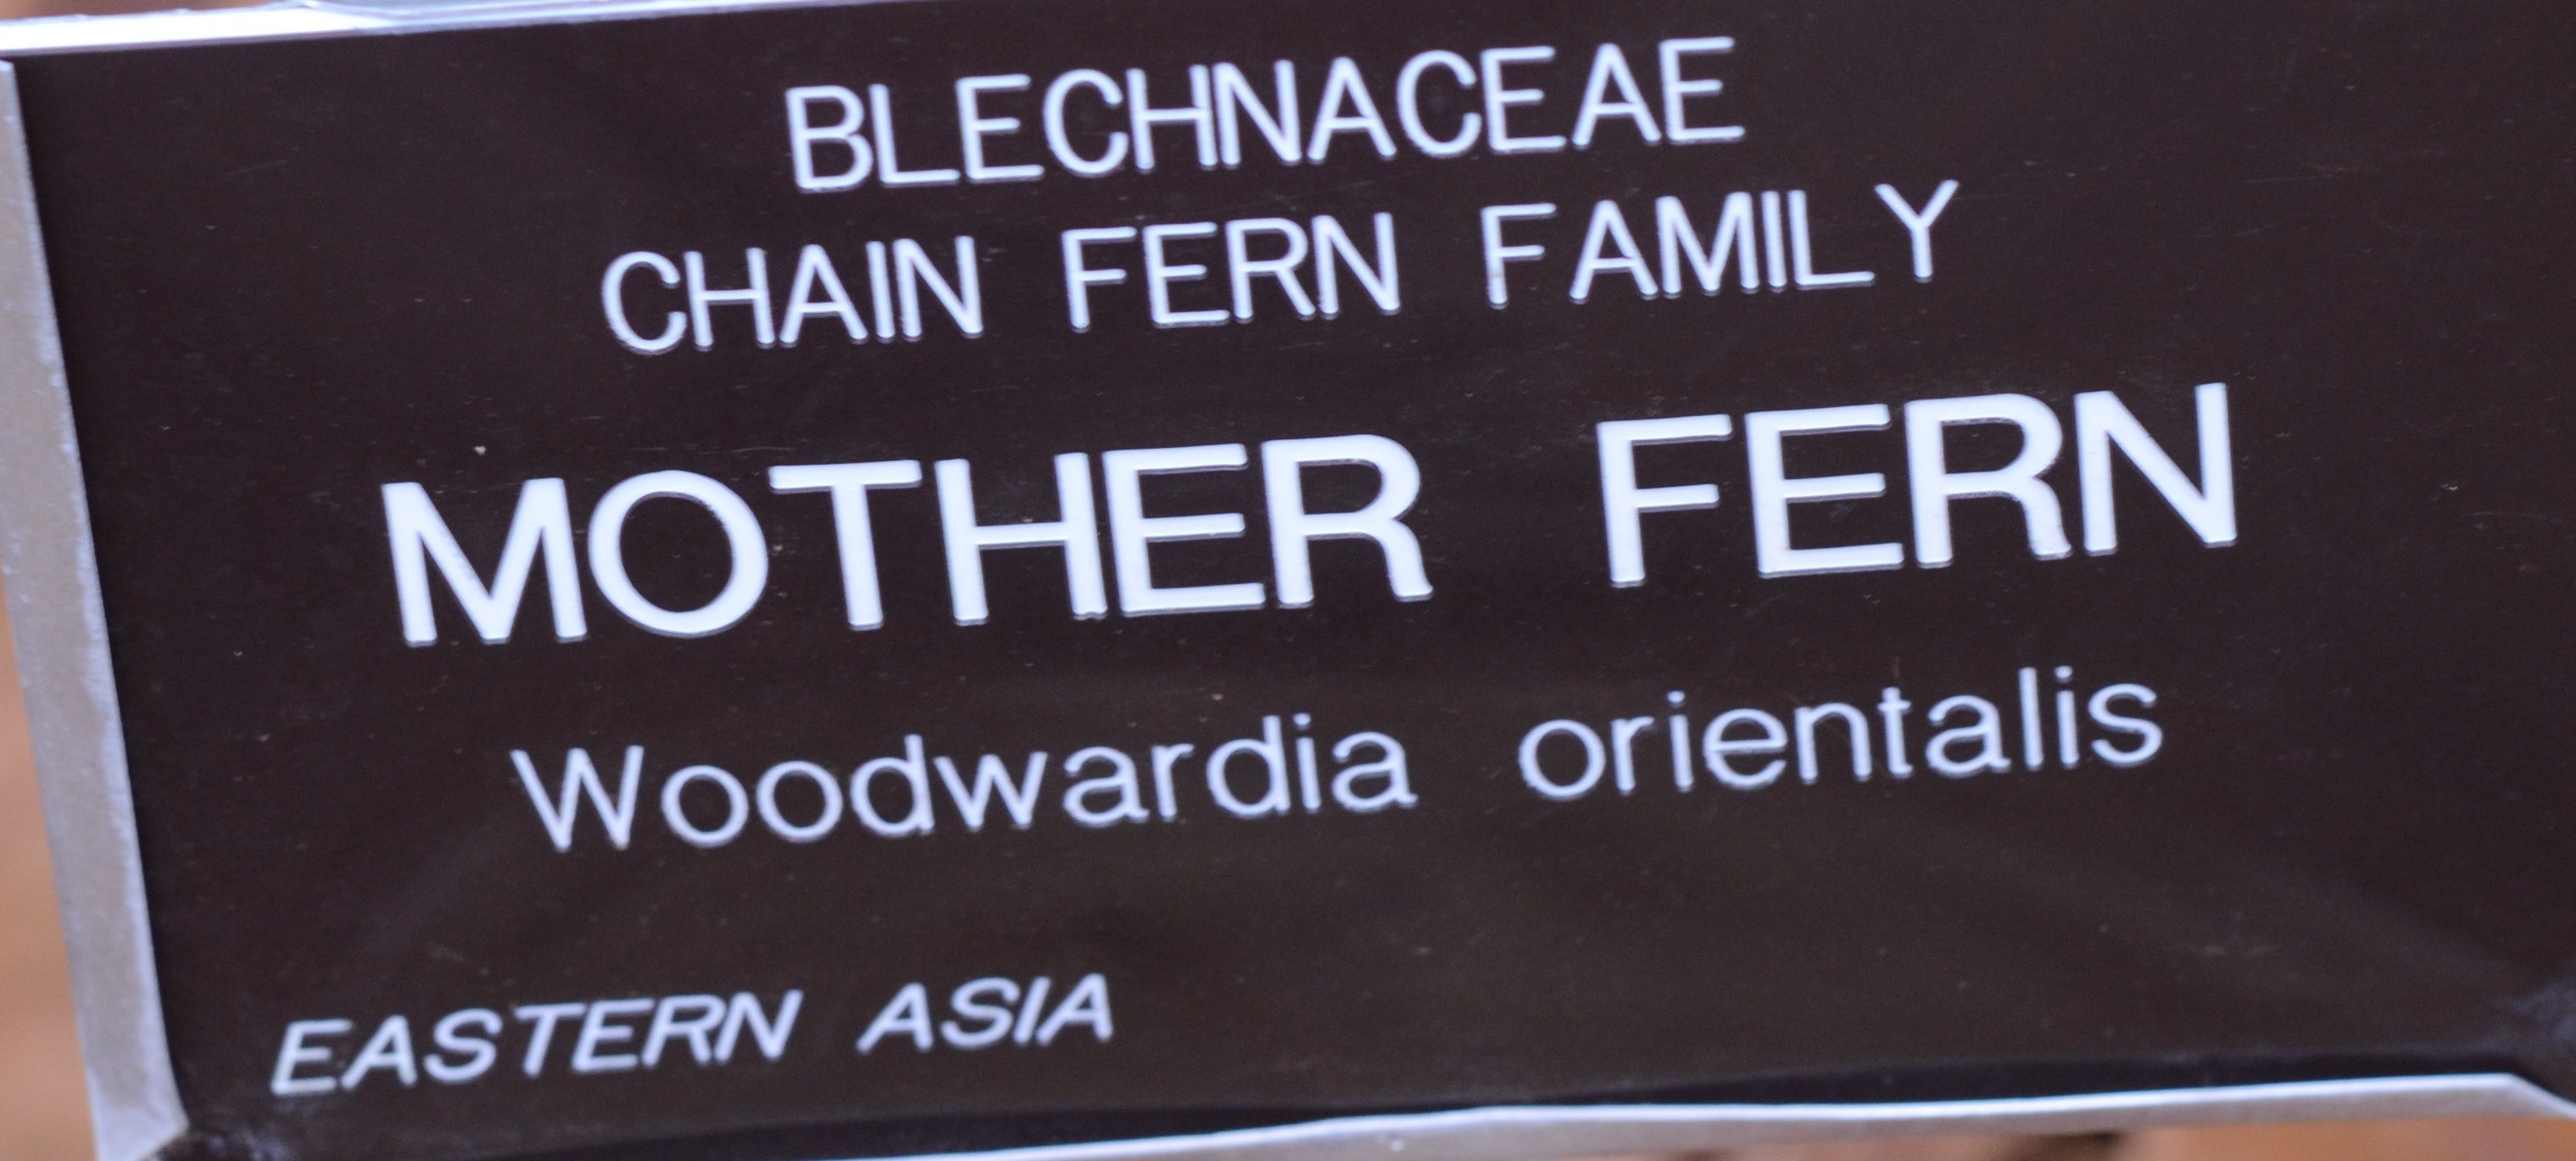 BLECHNACEAE
CHAIN FERN FAMILY
MOTHER FERN
Woodwardia orientalis
EASTERN ASIA